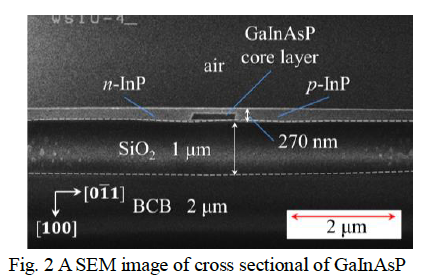 WSIU-4_
GaInAsP
core layer
air
n-InP
p-InP
SiO₂ 1 μm
270 nm
[01̅1]
BCB 2 μm
[100]
2 μm
Fig. 2 A SEM image of cross sectional of GaInAsP